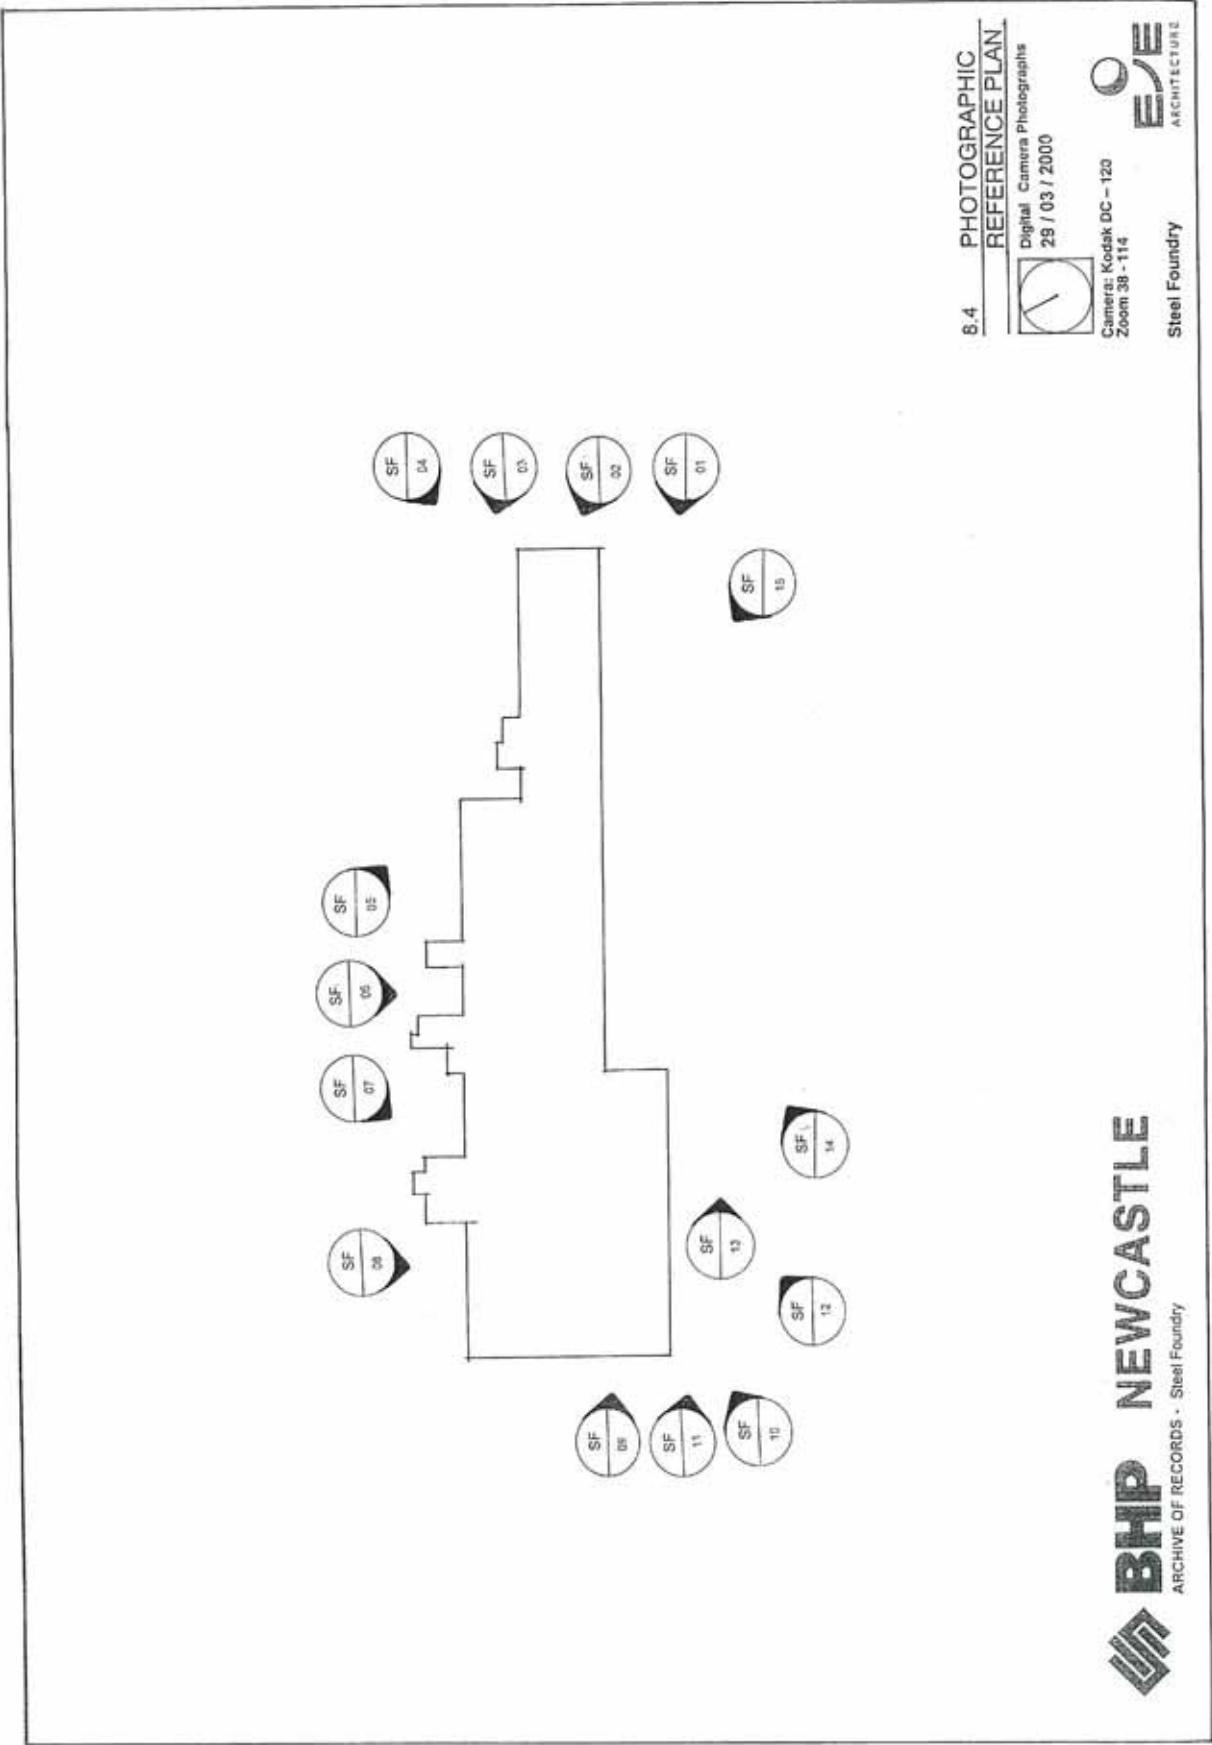 SF
04
SF
03
SF
02
SF
01
SF
15
SF
05
SF
06
SF
07
SF
08
SF
14
SF
13
SF
12
SF
09
SF
11
SF
10
8.4 PHOTOGRAPHIC
REFERENCE PLAN
Digital Camera Photographs
29 / 03 / 2000
Camera: Kodak DC - 120
Zoom 38 - 114
Steel Foundry
EJE
ARCHITECTURE
BHP NEWCASTLE
ARCHIVE OF RECORDS - Steel Foundry